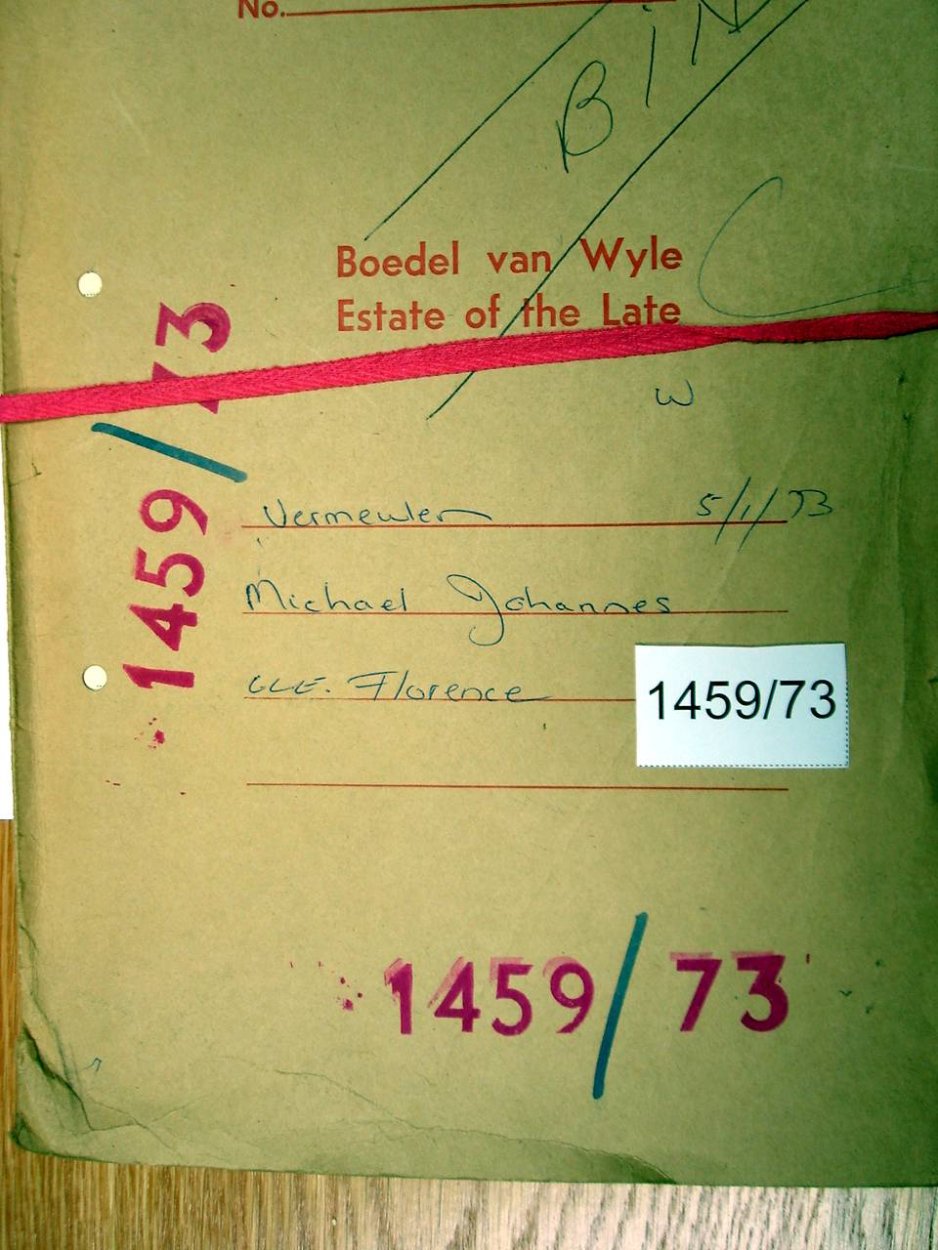 No.
BIN
Boedel van Wyle
Estate of the Late
W
1459/73
Vermeulen 5/1/73
Michael Johannes
Florence
1459/73
1459/73